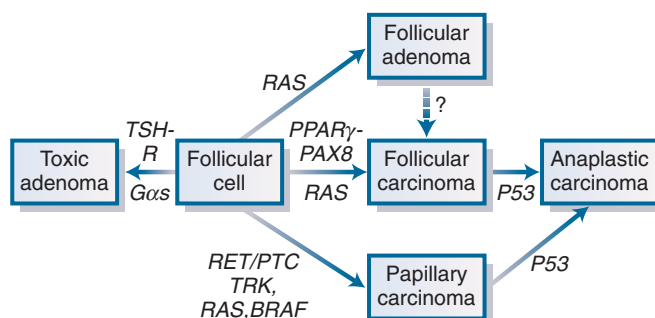 Follicular
adenoma
RAS
?
TSH-
R
PPARγ-
PAX8
Toxic
adenoma
Follicular
cell
Follicular
carcinoma
Anaplastic
carcinoma
Gαs
RAS
P53
RET/PTC
TRK,
RAS,BRAF
Papillary
carcinoma
P53